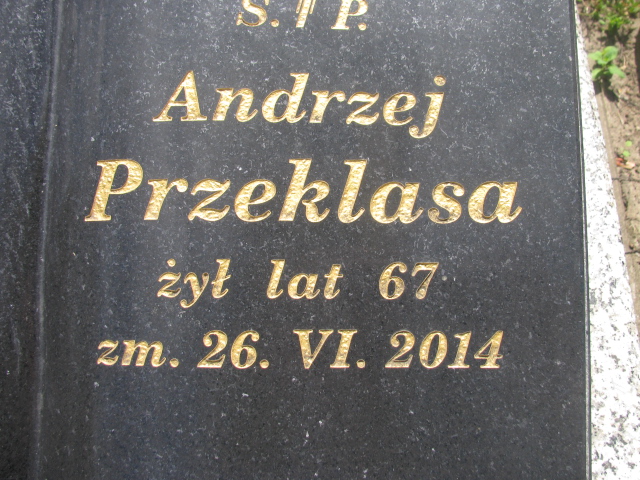 Ś. † P.
Andrzej
Przeklasa
żył lat 67
zm. 26. VI. 2014